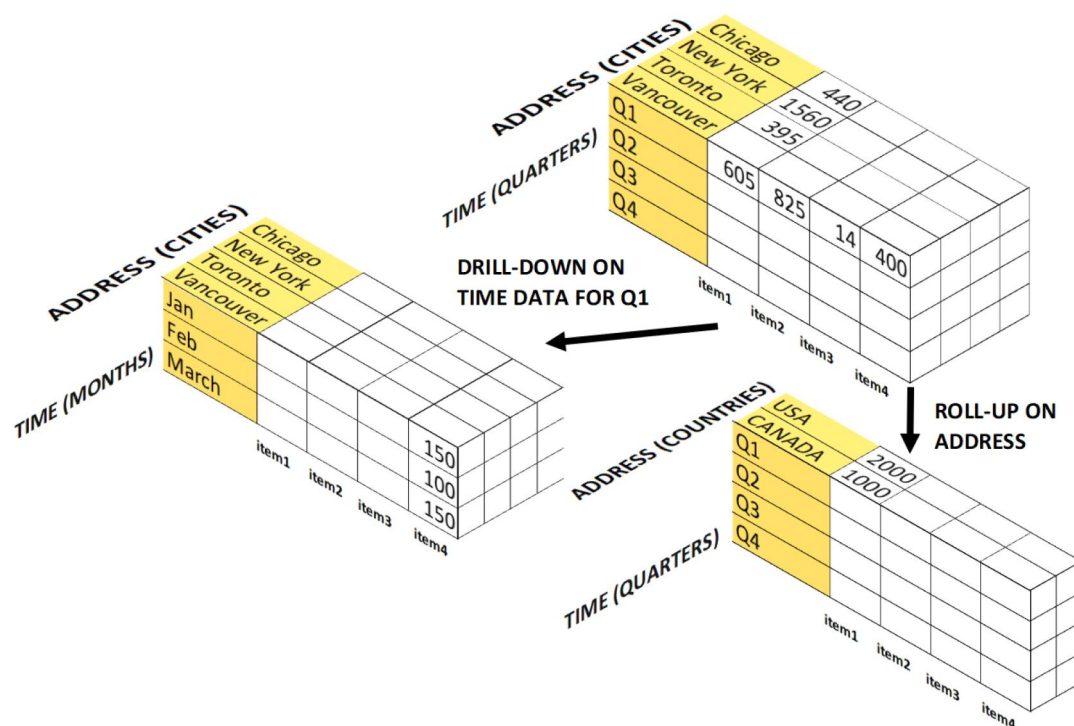 ADDRESS (CITIES)
Chicago
New York
Toronto
Vancouver
440
1560
395
TIME (QUARTERS)
Q1
Q2
Q3
Q4
605
825
14
400
item1
item2
item3
item4
DRILL-DOWN ON
TIME DATA FOR Q1
ADDRESS (CITIES)
Chicago
New York
Toronto
Vancouver
TIME (MONTHS)
Jan
Feb
March
150
100
150
item1
item2
item3
item4
ROLL-UP ON
ADDRESS
ADDRESS (COUNTRIES)
USA
CANADA
2000
1000
TIME (QUARTERS)
Q1
Q2
Q3
Q4
item1
item2
item3
item4